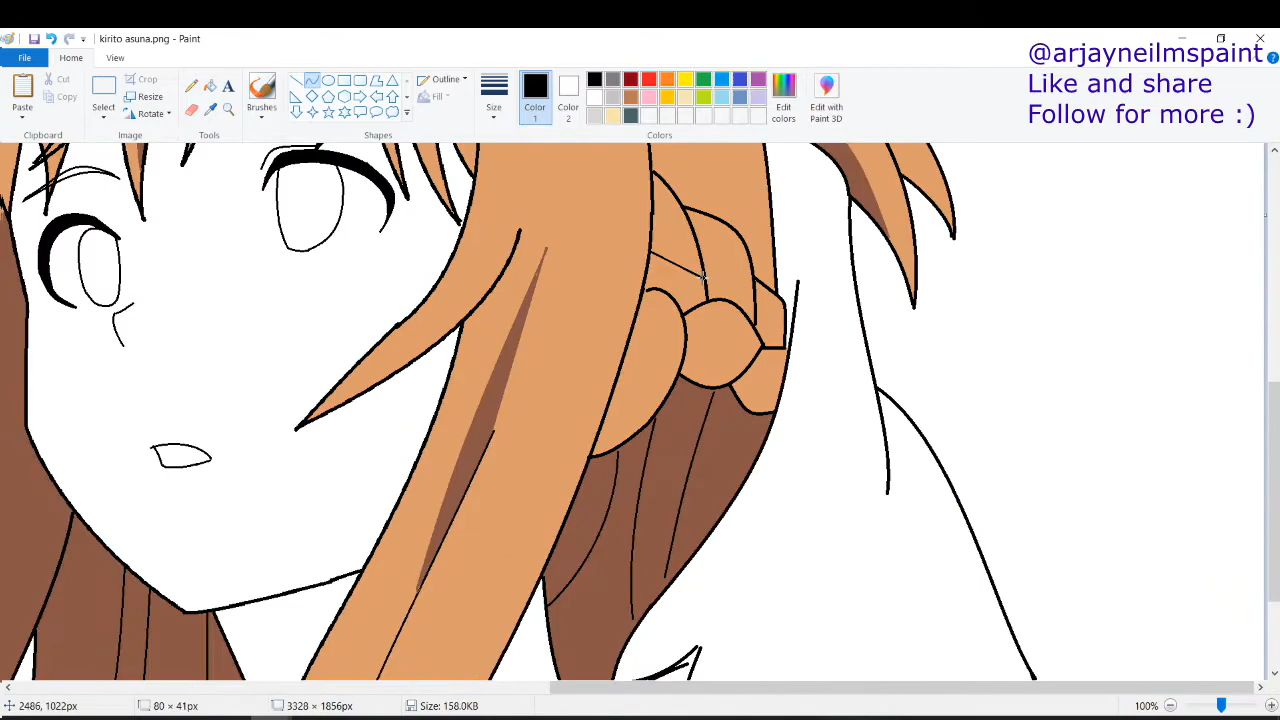 kirito asuna.png - Paint
@arjayneilmspaint
Like and share
Follow for more :)
File
Home
View
Paste
Cut
Copy
Clipboard
Select
Crop
Resize
Rotate
Image
A
Tools
Brushes
Outline
Fill
Shapes
Size
Color
1
Color
2
Edit
colors
Edit with
Paint 3D
Colors
2486, 1022px
80 × 41px
3328 × 1856px
Size: 158.0KB
100%